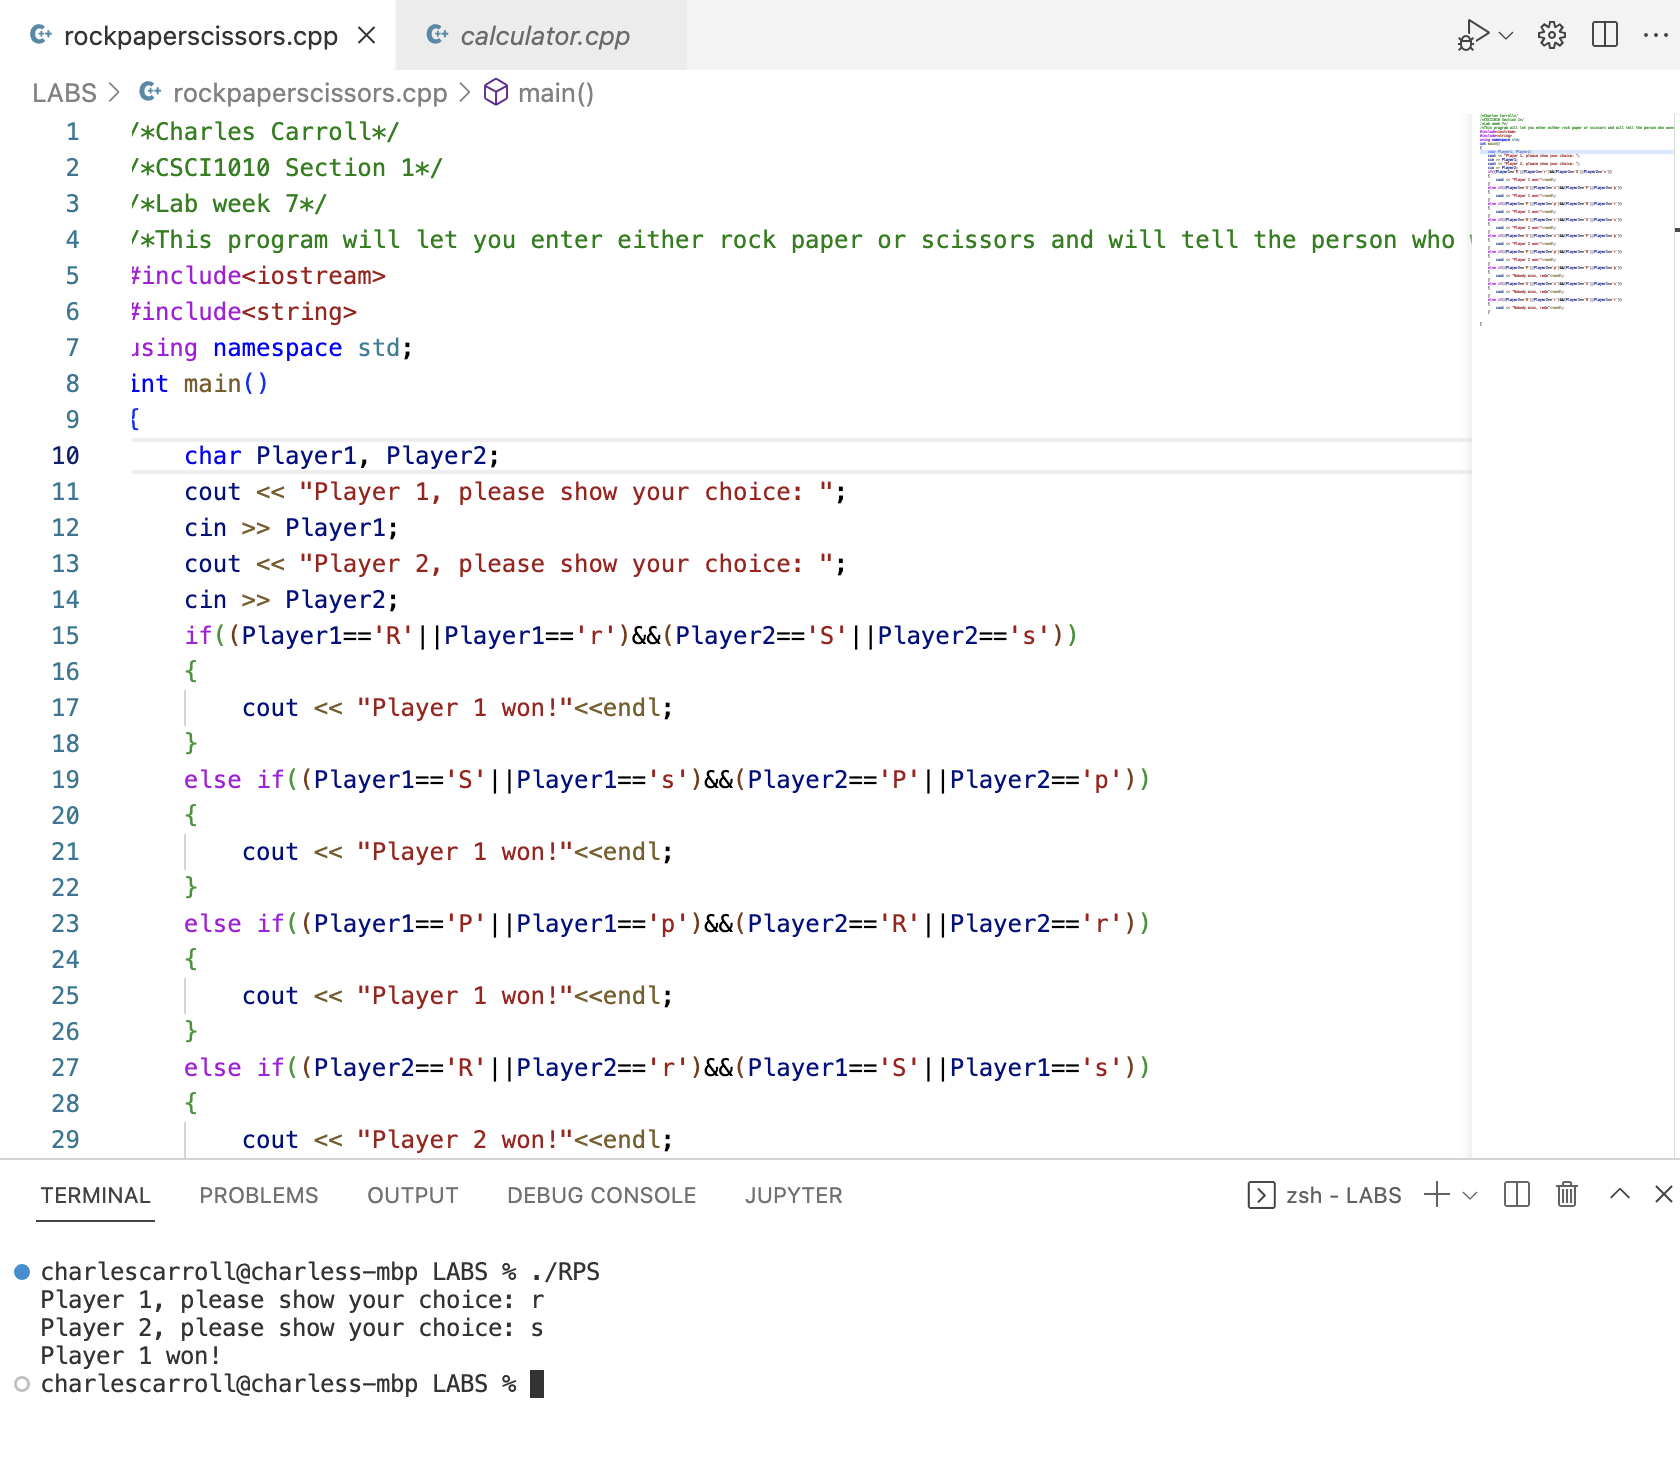 rockpaperscissors.cpp
calculator.cpp
LABS > rockpaperscissors.cpp > main()
1 /*Charles Carroll*/
2 /*CSCI1010 Section 1*/
3 /*Lab week 7*/
4 /*This program will let you enter either rock paper or scissors and will tell the person who
5 #include<iostream>
6 #include<string>
7 using namespace std;
8 int main()
9 {
10 char Player1, Player2;
11 cout << "Player 1, please show your choice: ";
12 cin >> Player1;
13 cout << "Player 2, please show your choice: ";
14 cin >> Player2;
15 if((Player1=='R'||Player1=='r')&&(Player2=='S'||Player2=='s'))
16 {
17 cout << "Player 1 won!"<<endl;
18 }
19 else if((Player1=='S'||Player1=='s')&&(Player2=='P'||Player2=='p'))
20 {
21 cout << "Player 1 won!"<<endl;
22 }
23 else if((Player1=='P'||Player1=='p')&&(Player2=='R'||Player2=='r'))
24 {
25 cout << "Player 1 won!"<<endl;
26 }
27 else if((Player2=='R'||Player2=='r')&&(Player1=='S'||Player1=='s'))
28 {
29 cout << "Player 2 won!"<<endl;
TERMINAL PROBLEMS OUTPUT DEBUG CONSOLE JUPYTER zsh - LABS
charlescarroll@charless-mbp LABS % ./RPS
Player 1, please show your choice: r
Player 2, please show your choice: s
Player 1 won!
charlescarroll@charless-mbp LABS %